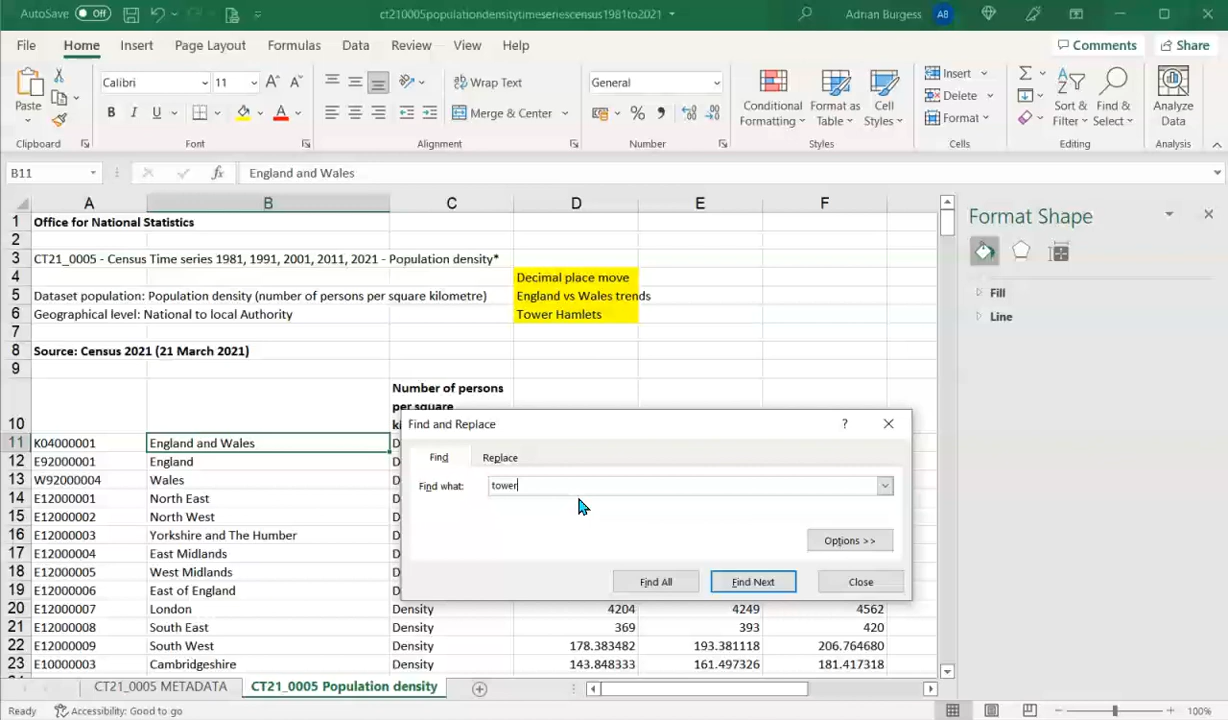 AutoSave Off ct210005populationdensitytimeseriescensus1981to2021 Adrian Burgess AB
File Home Insert Page Layout Formulas Data Review View Help Comments Share
Paste Calibri 11 A A Wrap Text General Conditional Formatting Format as Table Cell Styles Insert Sort & Filter Find & Select Analyze Data
B I U A Merge & Center % , Delete
Format
Clipboard Font Alignment Number Styles Cells Editing Analysis
B11 fx England and Wales
A B C D E F
1 Office for National Statistics
2
3 CT21_0005 - Census Time series 1981, 1991, 2001, 2011, 2021 - Population density*
4 Decimal place move
5 Dataset population: Population density (number of persons per square kilometre) England vs Wales trends
6 Geographical level: National to local Authority Tower Hamlets
7
8 Source: Census 2021 (21 March 2021)
9
Number of persons
per square
10
11 K04000001 England and Wales D
12 E92000001 England D
13 W92000004 Wales D
14 E12000001 North East D
15 E12000002 North West D
16 E12000003 Yorkshire and The Humber D
17 E12000004 East Midlands D
18 E12000005 West Midlands D
19 E12000006 East of England D
20 E12000007 London Density 4204 4249 4562
21 E12000008 South East Density 369 393 420
22 E12000009 South West Density 178.383482 193.381118 206.764680
23 E10000003 Cambridgeshire Density 143.848333 161.497326 181.417318
Find and Replace ?
Find Replace
Find what: tower
Options >>
Find All Find Next Close
Format Shape
Fill
Line
CT21_0005 METADATA CT21_0005 Population density
Ready Accessibility: Good to go 100%